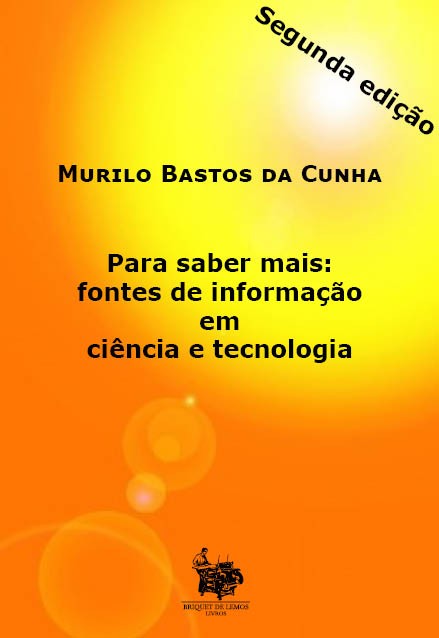 Segunda edição
MURILO BASTOS DA CUNHA
Para saber mais:
fontes de informação
em
ciência e tecnologia
BRIQUET DE LEMOS
LIVROS